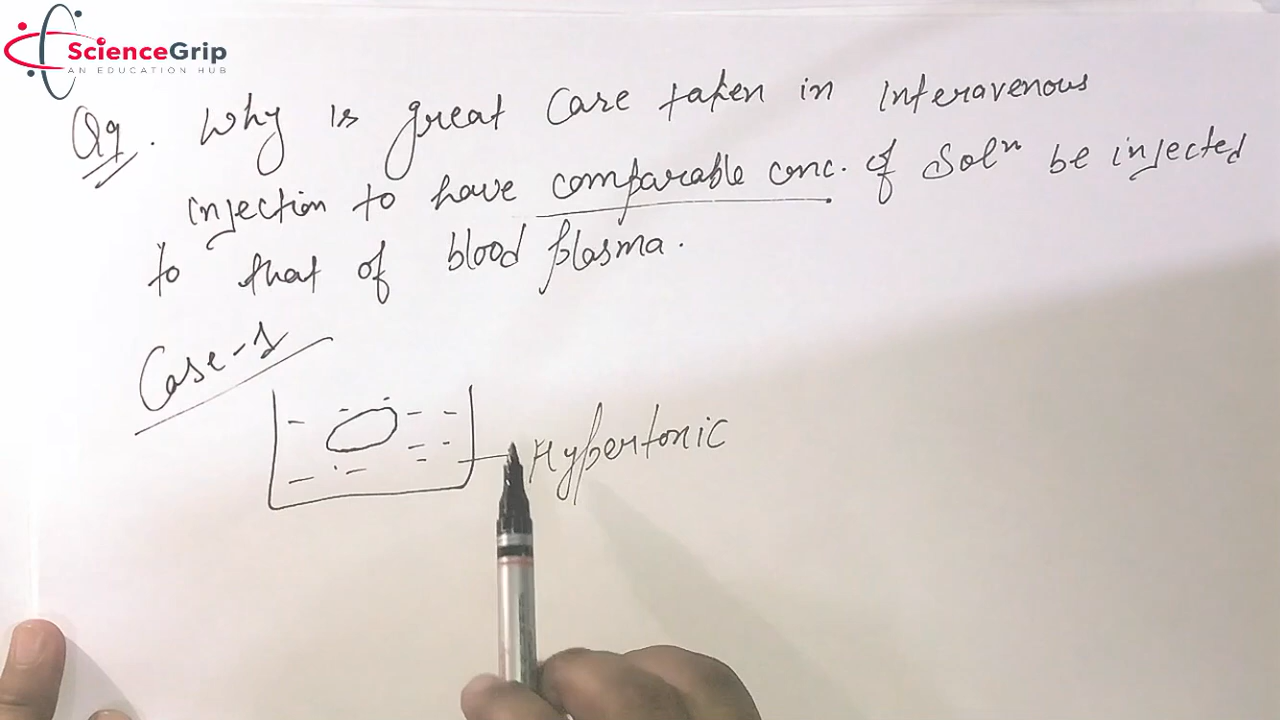 ScienceGrip
AN EDUCATION HUB
Q9. Why is great care taken in interavenous
injection to have comparable conc. of Solⁿ be injected
to that of blood plasma.
Case-1
Hypertonic